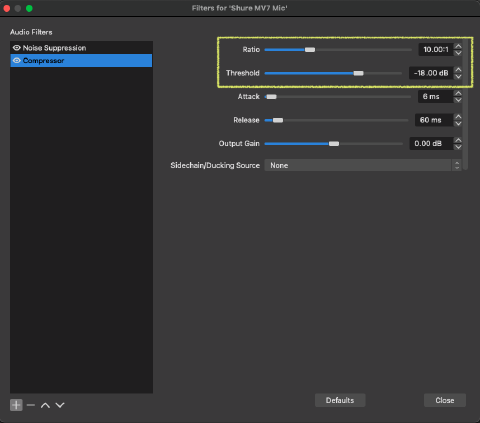 Filters for 'Shure MV7 Mic'
Audio Filters
Noise Suppression
Compressor
Ratio 10.00:1
Threshold -18.00 dB
Attack 6 ms
Release 60 ms
Output Gain 0.00 dB
Sidechain/Ducking Source None
Defaults Close